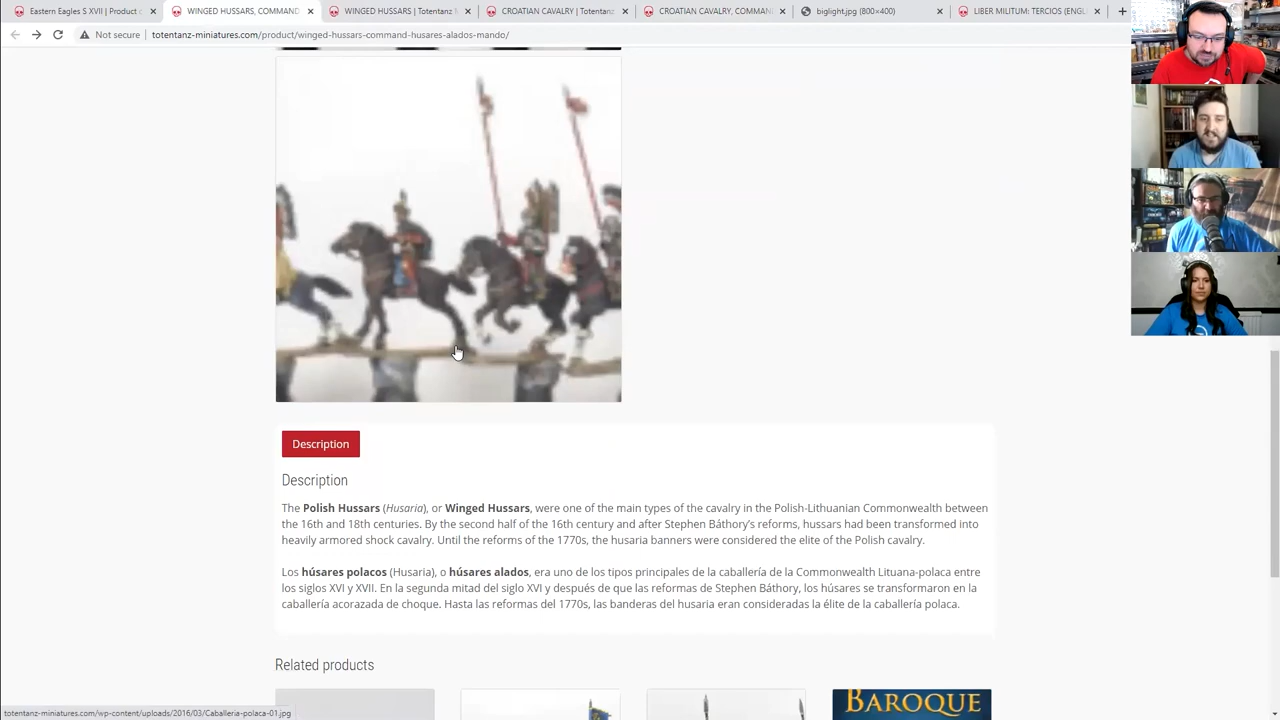 Eastern Eagles S XVII | Product c
WINGED HUSSARS, COMMAND
WINGED HUSSARS | Totentanz
CROATIAN CAVALRY | Totentanz
CROATIAN CAVALRY, COMMAN
biglight.jpg (800×400)
LIBER MILITUM: TERCIOS (ENGL
Not secure
totentanz-miniatures.com/product/winged-hussars-command-husares-alacos-mando/
Description
Description
The Polish Hussars (Husaria), or Winged Hussars, were one of the main types of the cavalry in the Polish-Lithuanian Commonwealth between
the 16th and 18th centuries. By the second half of the 16th century and after Stephen Báthory's reforms, hussars had been transformed into
heavily armored shock cavalry. Until the reforms of the 1770s, the husaria banners were considered the elite of the Polish cavalry.
Los húsares polacos (Husaria), o húsares alados, era uno de los tipos principales de la caballería de la Commonwealth Lituana-polaca entre
los siglos XVI y XVII. En la segunda mitad del siglo XVI y después de que las reformas de Stephen Báthory, los húsares se transformaron en la
caballería acorazada de choque. Hasta las reformas del 1770s, las banderas del husaria eran consideradas la élite de la caballería polaca.
Related products
BAROQUE
totentanz-miniatures.com/wp-content/uploads/2016/03/Caballeria-polaca-01.jpg